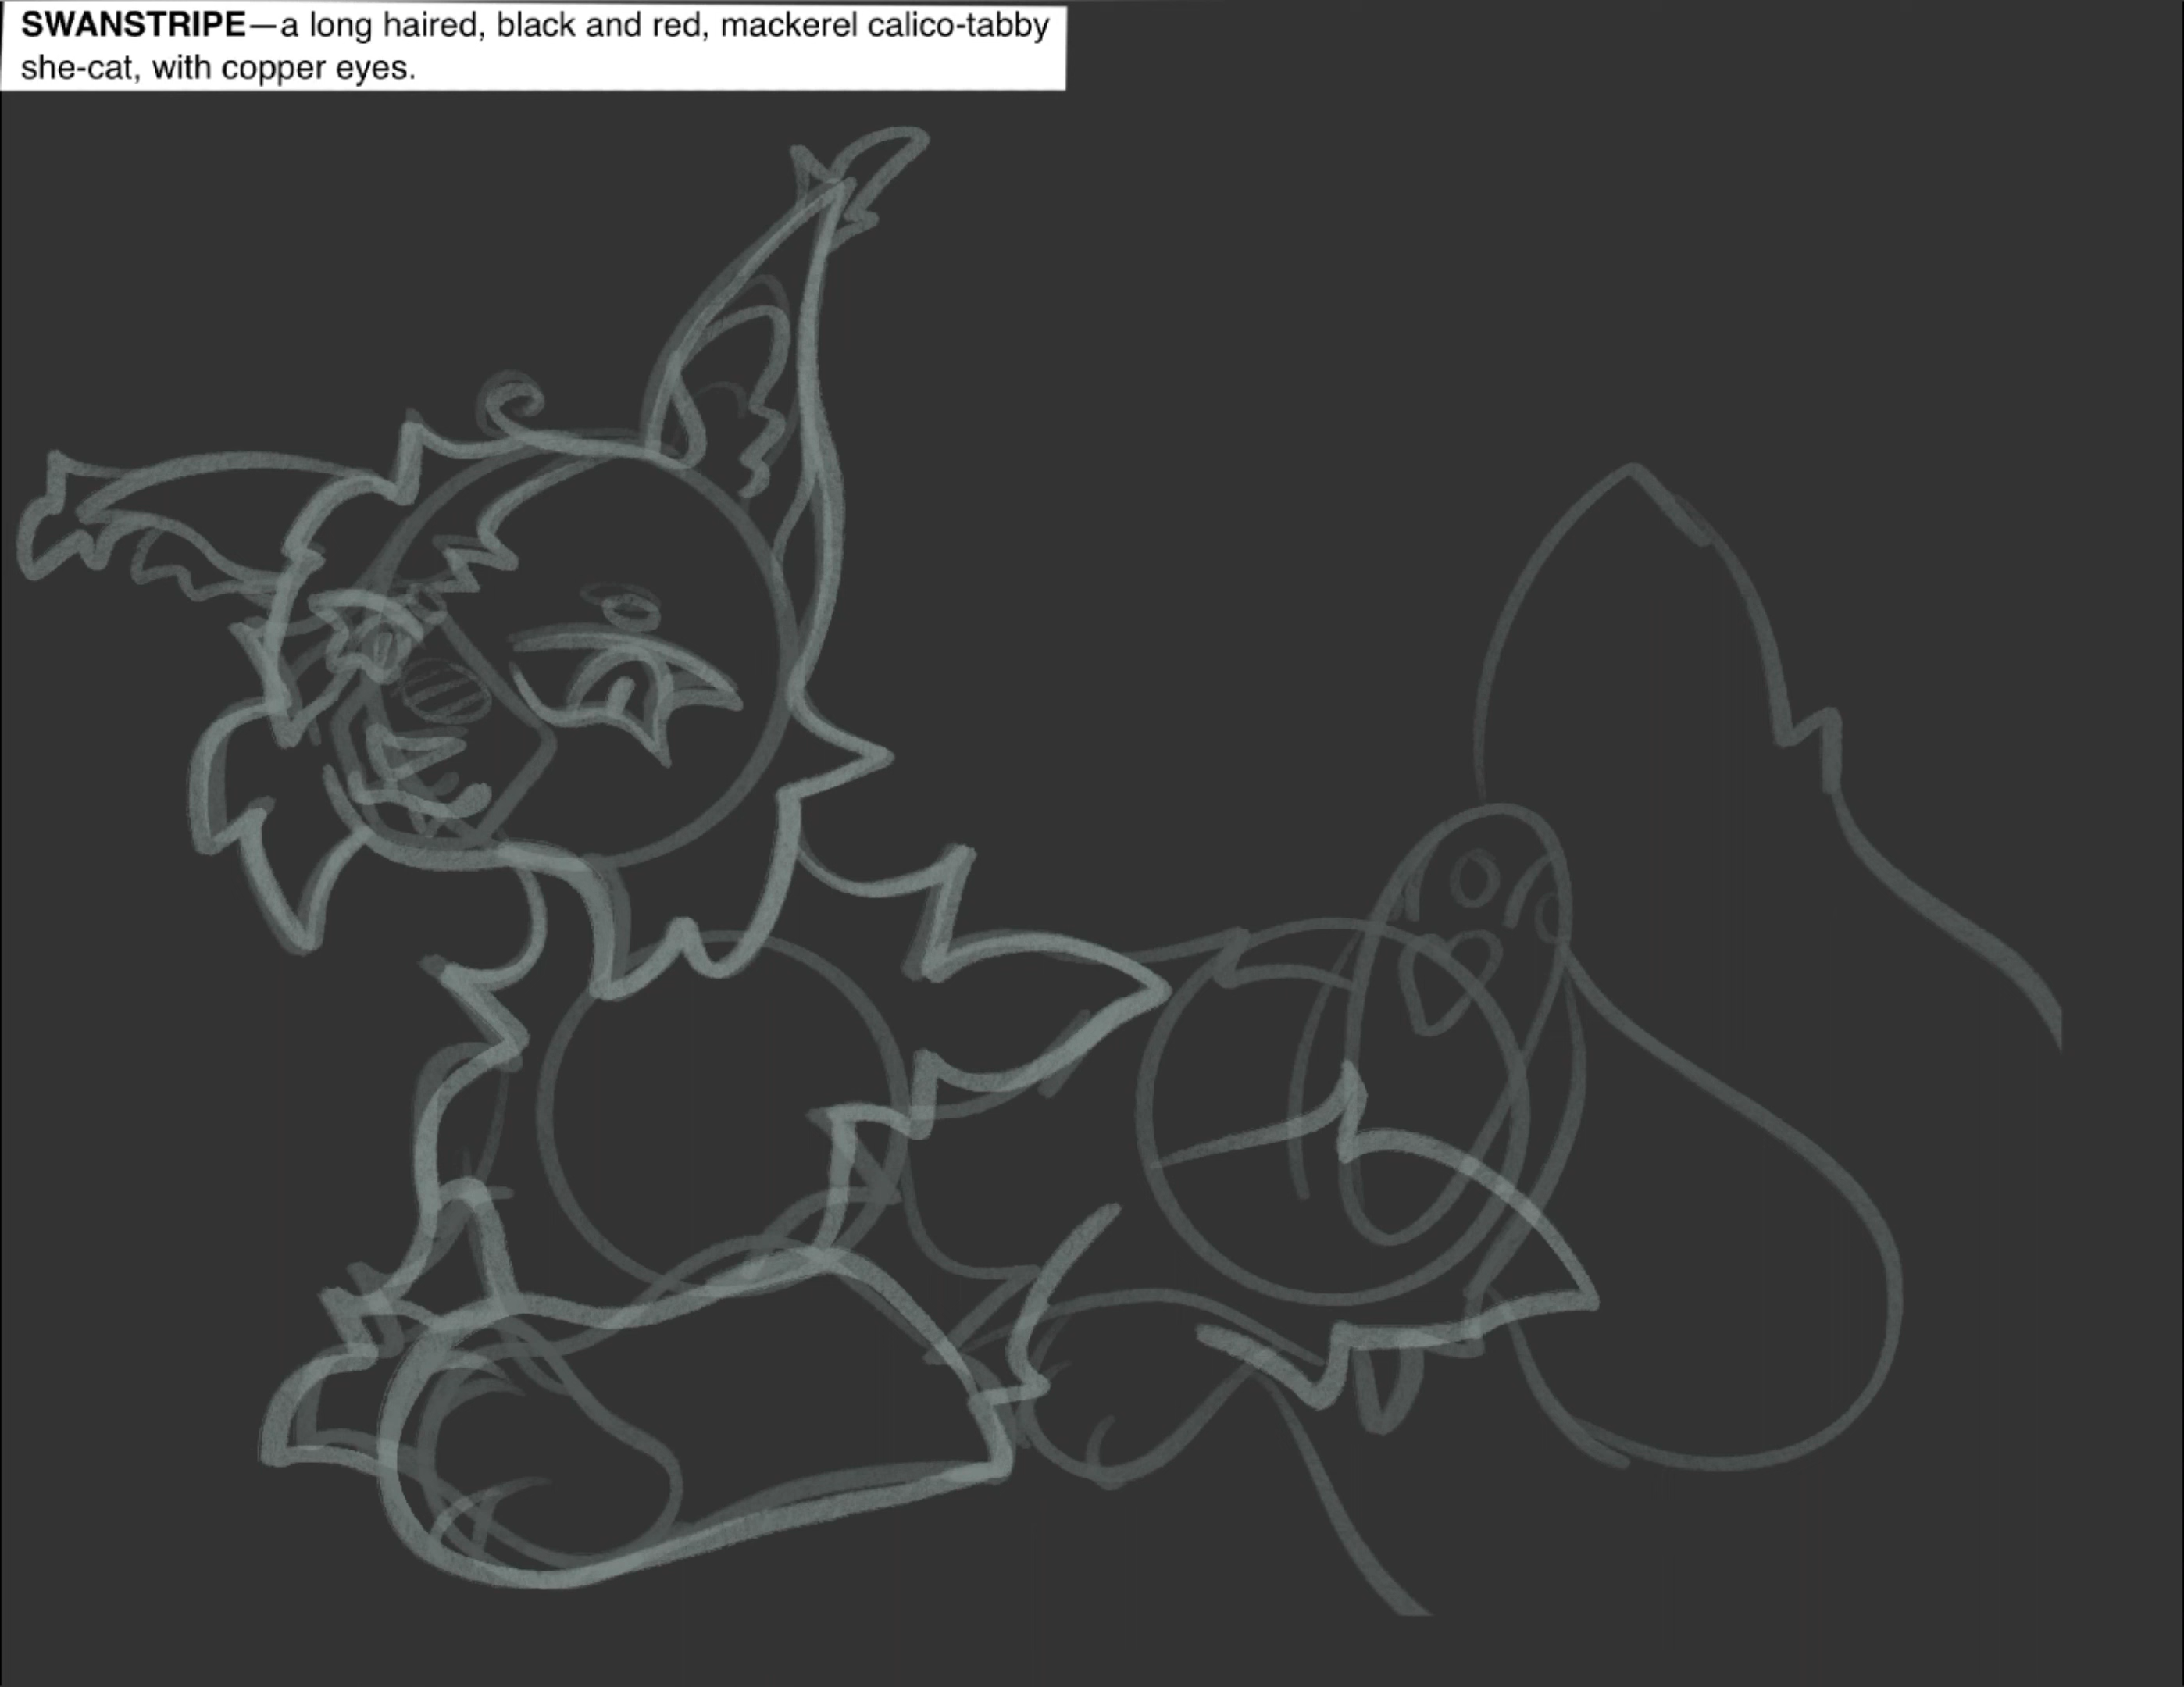 SWANSTRIPE—a long haired, black and red, mackerel calico-tabby
she-cat, with copper eyes.